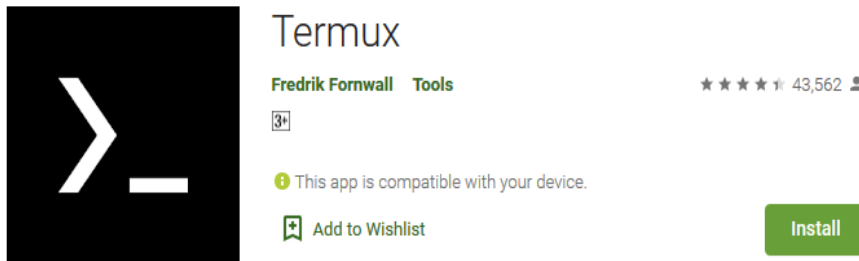 Termux
Fredrik Fornwall Tools 43,562
3+
This app is compatible with your device.
Add to Wishlist Install